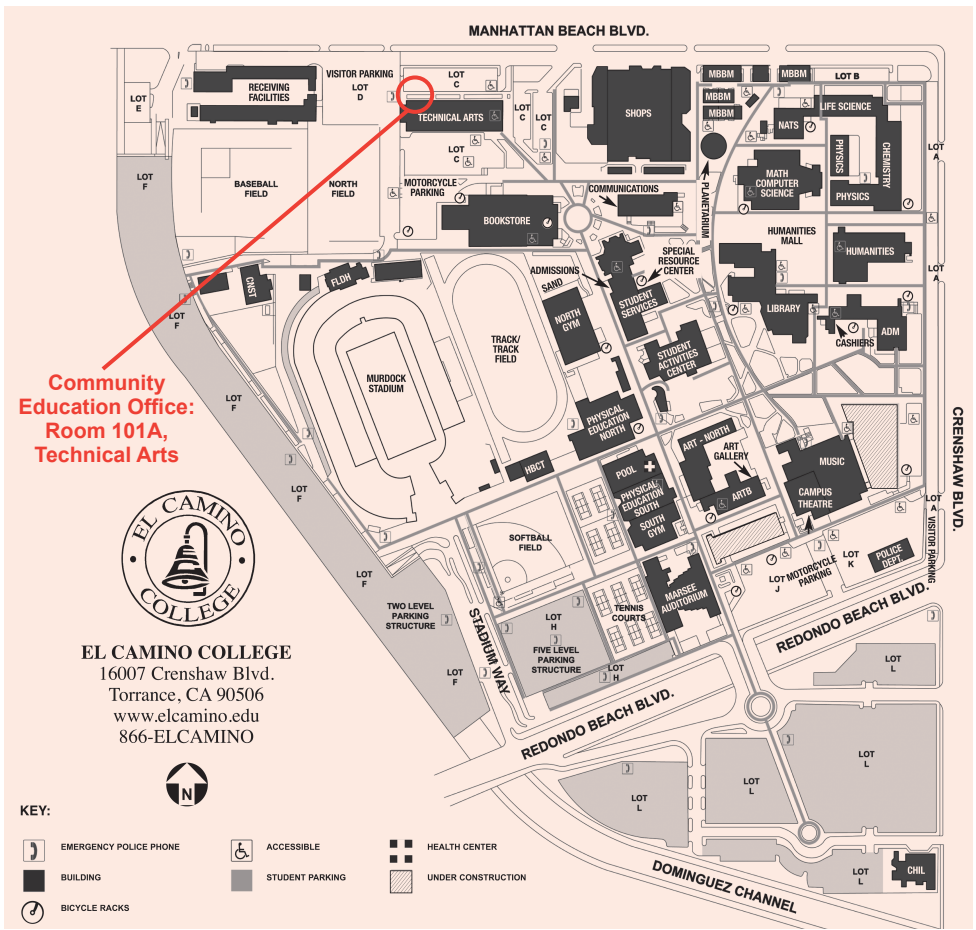 MANHATTAN BEACH BLVD.
LOT
E
RECEIVING
FACILITIES
VISITOR PARKING
LOT
D
LOT
C
TECHNICAL ARTS
LOT
C
LOT
C
LOT
C
SHOPS
MBBM
MBBM
MBBM
MBBM
LOT B
LIFE SCIENCE
NATS
PHYSICS
CHEMISTRY
PHYSICS
LOT
A
MATH
COMPUTER
SCIENCE
PLANETARIUM
LOT
F
BASEBALL
FIELD
NORTH
FIELD
MOTORCYCLE
PARKING
BOOKSTORE
COMMUNICATIONS
HUMANITIES
MALL
HUMANITIES
LOT
A
ADMISSIONS
SPECIAL
RESOURCE
CENTER
STUDENT
SERVICES
SAND
NORTH
GYM
LIBRARY
CASHIERS
ADM
CNST
FLDH
LOT
F
TRACK/
TRACK
FIELD
MURDOCK
STADIUM
STUDENT
ACTIVITIES
CENTER
LOT
F
Community
Education Office:
Room 101A,
Technical Arts
PHYSICAL
EDUCATION
NORTH
HBCT
ART - NORTH
ART
GALLERY
ARTB
MUSIC
CAMPUS
THEATRE
CRENSHAW BLVD.
POOL
PHYSICAL
EDUCATION
SOUTH
SOUTH
GYM
LOT
F
SOFTBALL
FIELD
LOT
A
VISITOR PARKING
LOT
J
MOTORCYCLE
PARKING
LOT
K
POLICE
DEPT.
EL CAMINO
COLLEGE
LOT
F
TWO LEVEL
PARKING
STRUCTURE
STADIUM WAY
LOT
H
FIVE LEVEL
PARKING
STRUCTURE
TENNIS
COURTS
MARSEE
AUDITORIUM
REDONDO BEACH BLVD.
LOT
F
LOT
H
LOT
L
REDONDO BEACH BLVD.
EL CAMINO COLLEGE
16007 Crenshaw Blvd.
Torrance, CA 90506
www.elcamino.edu
866-ELCAMINO
N
LOT
L
LOT
L
LOT
L
LOT
L
CHIL
DOMINGUEZ CHANNEL
KEY:
EMERGENCY POLICE PHONE
BUILDING
BICYCLE RACKS
ACCESSIBLE
STUDENT PARKING
HEALTH CENTER
UNDER CONSTRUCTION